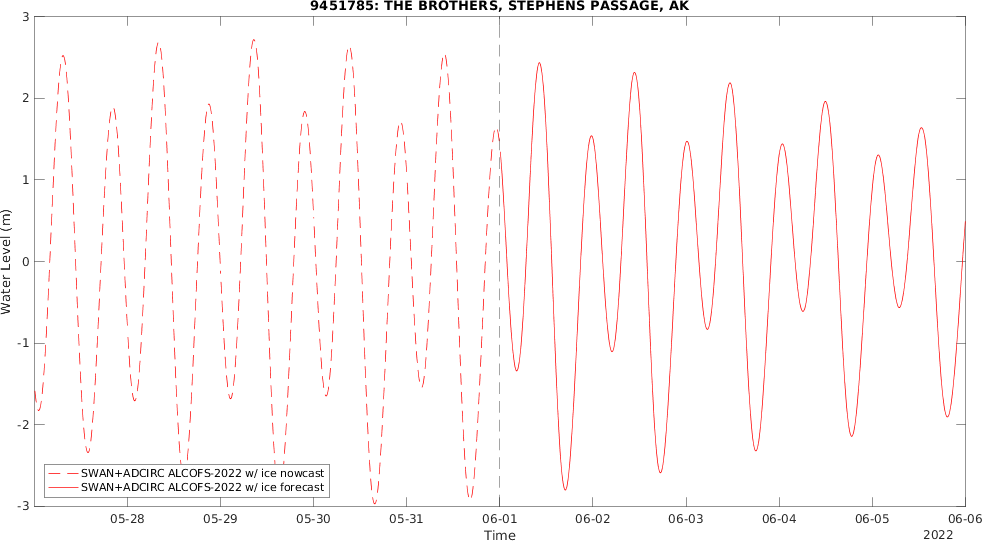 9451785: THE BROTHERS, STEPHENS PASSAGE, AK
3
2
1
0
-1
-2
-3
Water Level (m)
SWAN+ADCIRC ALCOFS-2022 w/ ice nowcast
SWAN+ADCIRC ALCOFS-2022 w/ ice forecast
05-28 05-29 05-30 05-31 06-01 06-02 06-03 06-04 06-05 06-06
Time
2022